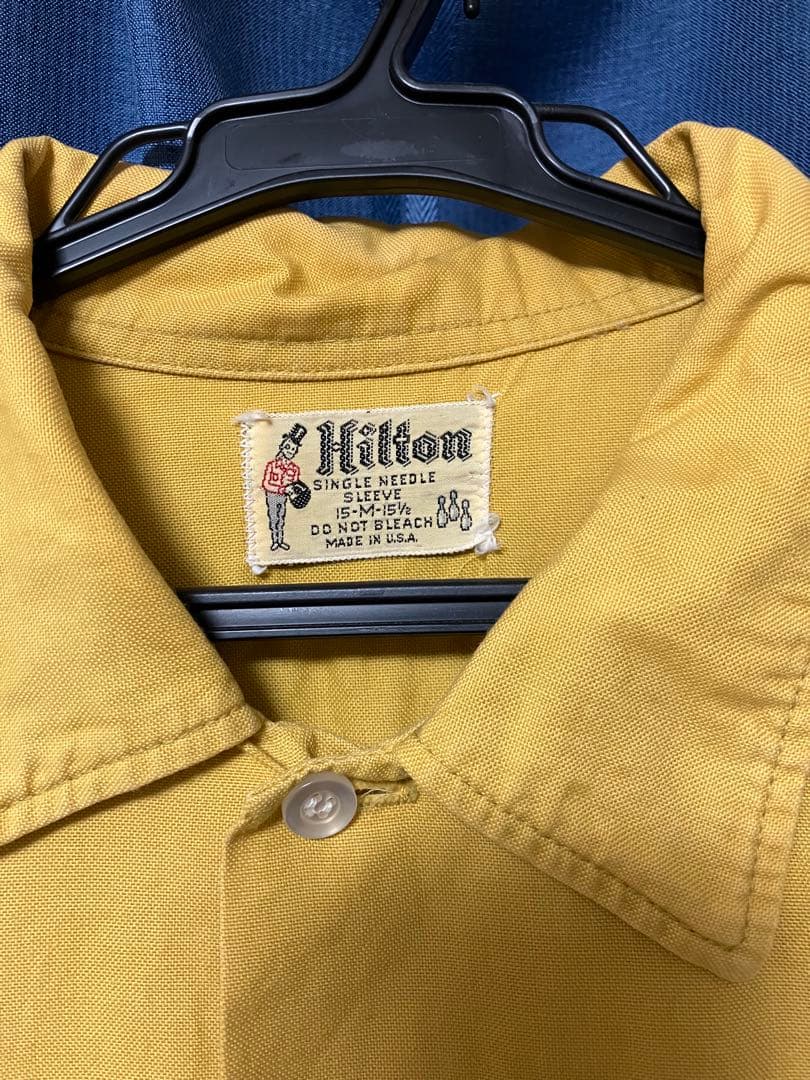 Hilton
SINGLE NEEDLE
SLEEVE
15-M-15½
DO NOT BLEACH
MADE IN U.S.A.